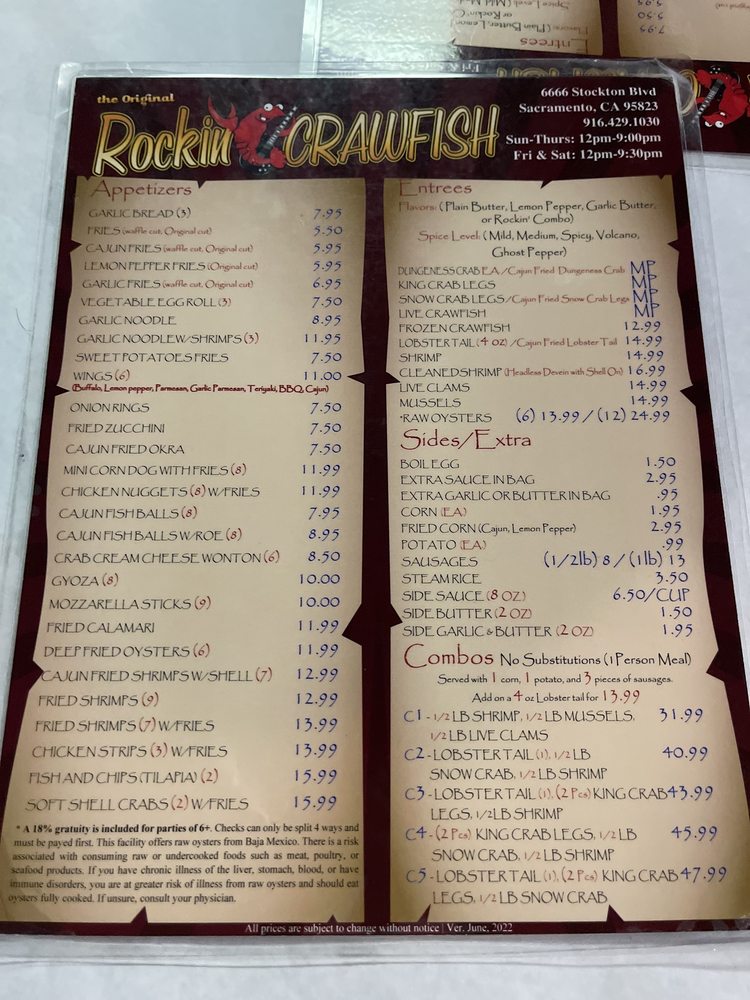 the Original
Rockin CRAWFISH
6666 Stockton Blvd
Sacramento, CA 95823
916.429.1030
Sun-Thurs: 12pm-9:00pm
Fri & Sat: 12pm-9:30pm
Appetizers
GARLIC BREAD (3) 7.95
FRIES (waffle cut, Original cut) 5.50
CAJUN FRIES (waffle cut, Original cut) 5.95
LEMON PEPPER FRIES (Original cut) 5.95
GARLIC FRIES (waffle cut, Original cut) 6.95
VEGETABLE EGG ROLL (3) 7.50
GARLIC NOODLE 8.95
GARLIC NOODLE W/SHRIMPS (3) 11.95
SWEET POTATOES FRIES 7.50
WINGS (6) 11.00
(Buffalo, Lemon pepper, Parmesan, Garlic Parmesan, Teriyaki, BBQ, Cajun)
ONION RINGS 7.50
FRIED ZUCCHINI 7.50
CAJUN FRIED OKRA 7.50
MINI CORN DOG WITH FRIES (8) 11.99
CHICKEN NUGGETS (8) W/FRIES 11.99
CAJUN FISH BALLS (8) 7.95
CAJUN FISH BALLS W/ROE (8) 8.95
CRAB CREAM CHEESE WONTON (6) 8.50
GYOZA (8) 10.00
MOZZARELLA STICKS (9) 10.00
FRIED CALAMARI 11.99
DEEP FRIED OYSTERS (6) 11.99
CAJUN FRIED SHRIMPS W/SHELL (7) 12.99
FRIED SHRIMPS (9) 12.99
FRIED SHRIMPS (7) W/FRIES 13.99
CHICKEN STRIPS (3) W/FRIES 13.99
FISH AND CHIPS (TILAPIA) (2) 15.99
SOFT SHELL CRABS (2) W/FRIES 15.99
* A 18% gratuity is included for parties of 6+. Checks can only be split 4 ways and
must be payed first. This facility offers raw oysters from Baja Mexico. There is a risk
associated with consuming raw or undercooked foods such as meat, poultry, or
seafood products. If you have chronic illness of the liver, stomach, blood, or have
immune disorders, you are at greater risk of illness from raw oysters and should eat
oysters fully cooked. If unsure, consult your physician.
Entrees
Flavors: (Plain Butter, Lemon Pepper, Garlic Butter,
or Rockin' Combo)
Spice Level: (Mild, Medium, Spicy, Volcano,
Ghost Pepper)
DUNGENESS CRAB EA./Cajun Fried Dungeness Crab MP
KING CRAB LEGS MP
SNOW CRAB LEGS /Cajun Fried Snow Crab Legs MP
LIVE CRAWFISH MP
FROZEN CRAWFISH 12.99
LOBSTER TAIL (4 OZ) /Cajun Fried Lobster Tail 14.99
SHRIMP 14.99
CLEANED SHRIMP (Headless Devein with Shell On) 16.99
LIVE CLAMS 14.99
MUSSELS 14.99
*RAW OYSTERS (6) 13.99 / (12) 24.99
Sides/Extra
BOIL EGG 1.50
EXTRA SAUCE IN BAG 2.95
EXTRA GARLIC OR BUTTER IN BAG .95
CORN (EA) 1.95
FRIED CORN (Cajun, Lemon Pepper) 2.95
POTATO (EA) .99
SAUSAGES (1/2lb) 8 / (1lb) 13
STEAM RICE 3.50
SIDE SAUCE (8 OZ) 6.50/CUP
SIDE BUTTER (2 OZ) 1.50
SIDE GARLIC & BUTTER (2 OZ) 1.95
Combos No Substitutions (1 Person Meal)
Served with 1 corn, 1 potato, and 3 pieces of sausages.
Add on a 4 oz Lobster tail for 13.99
C1 - 1/2 LB SHRIMP, 1/2 LB MUSSELS, 31.99
1/2 LB LIVE CLAMS
C2 - LOBSTER TAIL (1), 1/2 LB 40.99
SNOW CRAB, 1/2 LB SHRIMP
C3 - LOBSTER TAIL (1), (2 Pcs) KING CRAB 43.99
LEGS, 1/2 LB SHRIMP
C4 - (2 Pcs) KING CRAB LEGS, 1/2 LB 45.99
SNOW CRAB, 1/2 LB SHRIMP
C5 - LOBSTER TAIL (1), (2 Pcs) KING CRAB 47.99
LEGS, 1/2 LB SNOW CRAB
All prices are subject to change without notice | Ver. June, 2022